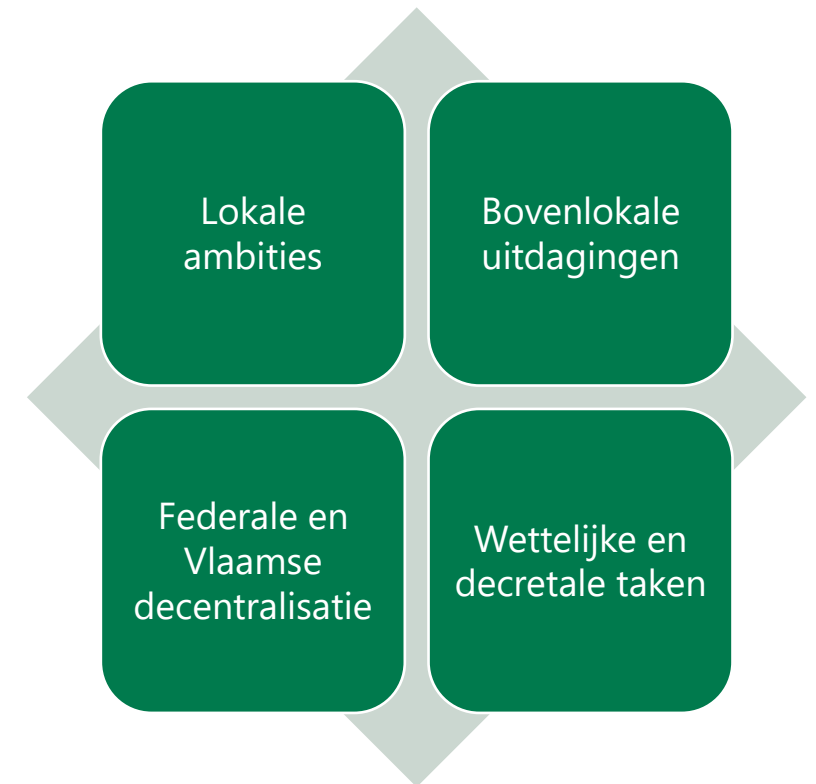 Lokale
ambities
Bovenlokale
uitdagingen
Federale en
Vlaamse
decentralisatie
Wettelijke en
decretale taken